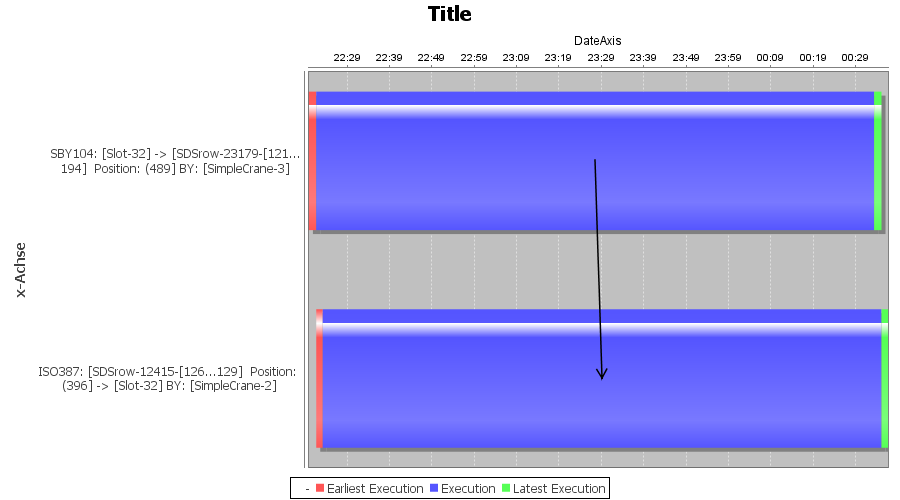 Title
DateAxis
22:29 22:39 22:49 22:59 23:09 23:19 23:29 23:39 23:49 23:59 00:09 00:19 00:29
SBY104: [Slot-32] -> [SDSrow-23179-[121...
194] Position: (489] BY: [SimpleCrane-3]
x-Achse
ISO387: [SDSrow-12415-[126...129] Position:
(396] -> [Slot-32] BY: [SimpleCrane-2]
- Earliest Execution Execution Latest Execution